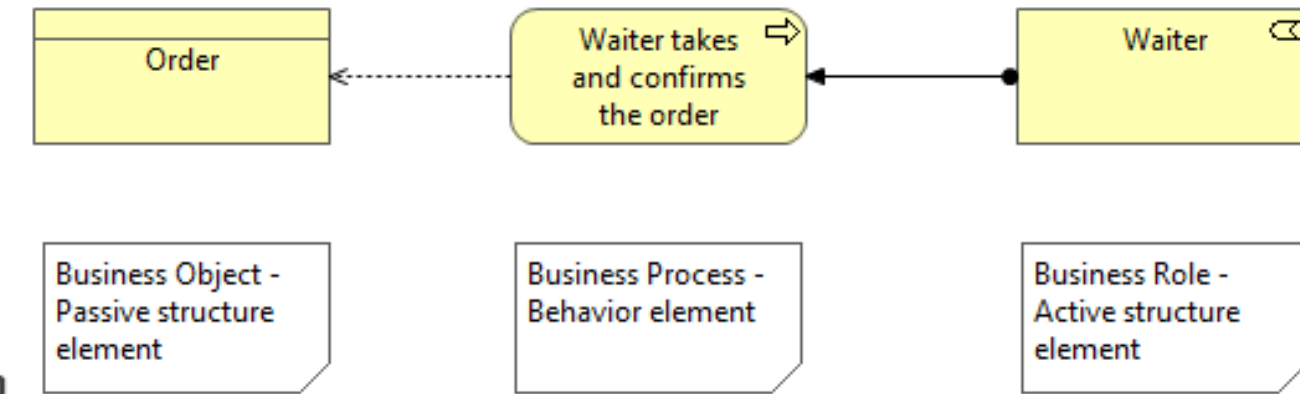 Order
Waiter takes
and confirms
the order
Waiter
Business Object -
Passive structure
element
Business Process -
Behavior element
Business Role -
Active structure
element